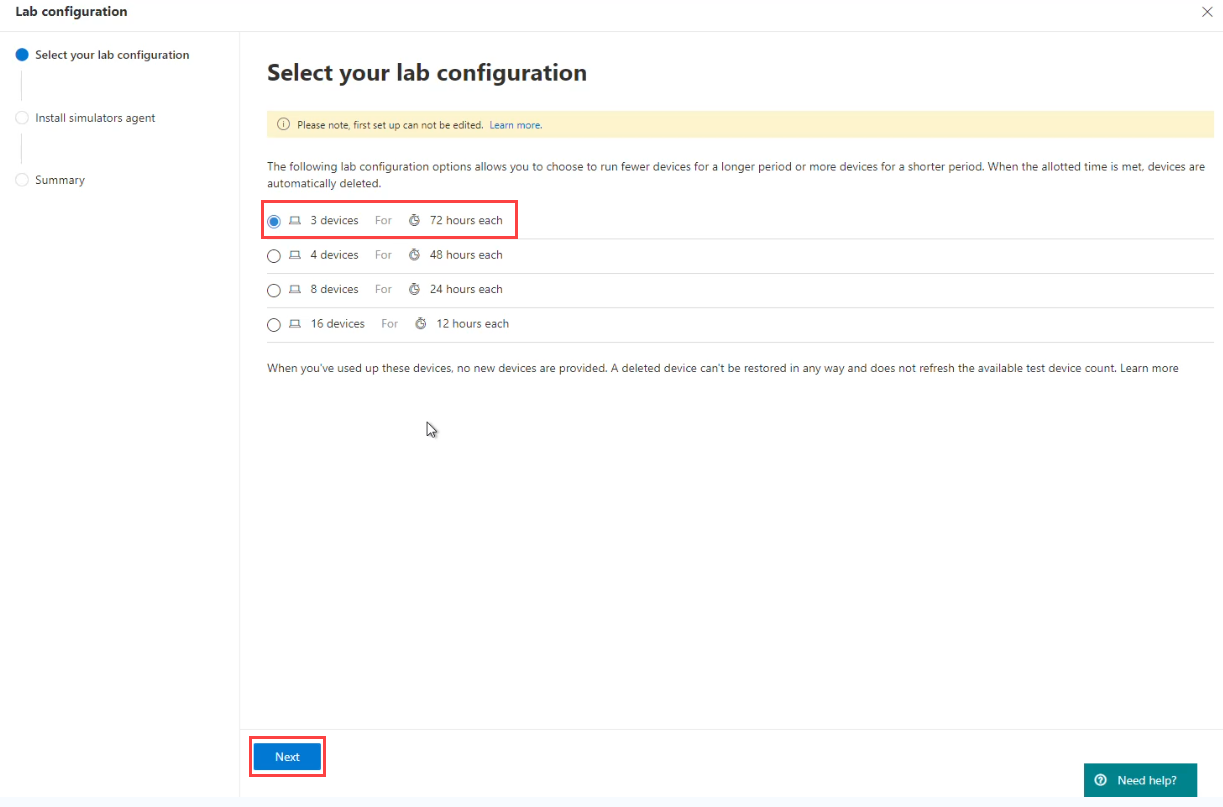 Lab configuration
Select your lab configuration
Install simulators agent
Summary
Select your lab configuration
Please note, first set up can not be edited. Learn more.
The following lab configuration options allows you to choose to run fewer devices for a longer period or more devices for a shorter period. When the allotted time is met, devices are
automatically deleted.
3 devices For 72 hours each
4 devices For 48 hours each
8 devices For 24 hours each
16 devices For 12 hours each
When you've used up these devices, no new devices are provided. A deleted device can't be restored in any way and does not refresh the available test device count. Learn more
Next
Need help?